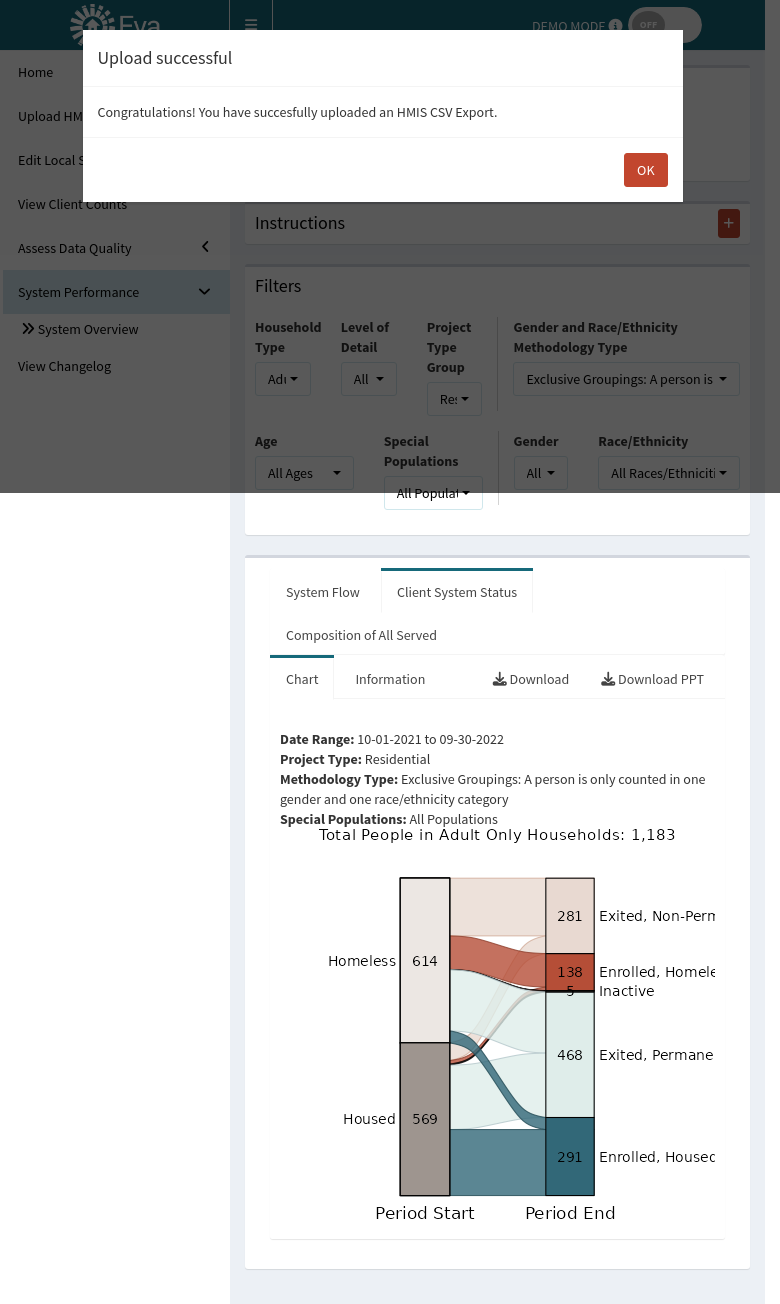 Eva
DEMO MODE
OFF
Upload successful
Congratulations! You have succesfully uploaded an HMIS CSV Export.
OK
Home
Upload HM
Edit Local S
View Client Counts
Assess Data Quality
System Performance
System Overview
View Changelog
Instructions
Filters
Household Type
Level of Detail
Project Type Group
Gender and Race/Ethnicity Methodology Type
Adu
All
Res
Exclusive Groupings: A person is
Age
Special Populations
Gender
Race/Ethnicity
All Ages
All Populat
All
All Races/Ethniciti
System Flow
Client System Status
Composition of All Served
Chart
Information
Download
Download PPT
Date Range: 10-01-2021 to 09-30-2022
Project Type: Residential
Methodology Type: Exclusive Groupings: A person is only counted in one
gender and one race/ethnicity category
Special Populations: All Populations
Total People in Adult Only Households: 1,183
281 Exited, Non-Perm
Homeless 614
138 Enrolled, Homele
5 Inactive
468 Exited, Permane
Housed 569
291 Enrolled, Housed
Period Start
Period End